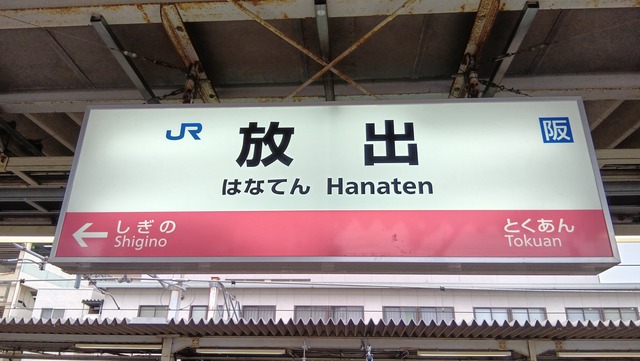 JR 放出 阪
はなてん Hanaten
← しぎの とくあん
Shigino Tokuan